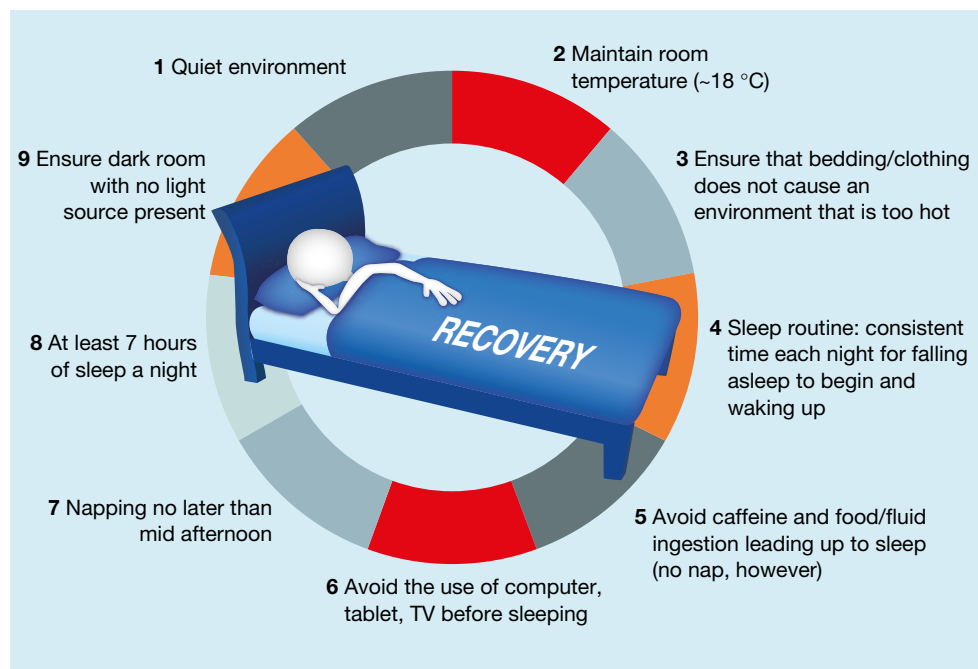 1 Quiet environment
2 Maintain room
temperature (~18 °C)
3 Ensure that bedding/clothing
does not cause an
environment that is too hot
4 Sleep routine: consistent
time each night for falling
asleep to begin and
waking up
5 Avoid caffeine and food/fluid
ingestion leading up to sleep
(no nap, however)
6 Avoid the use of computer,
tablet, TV before sleeping
7 Napping no later than
mid afternoon
8 At least 7 hours
of sleep a night
9 Ensure dark room
with no light
source present
RECOVERY